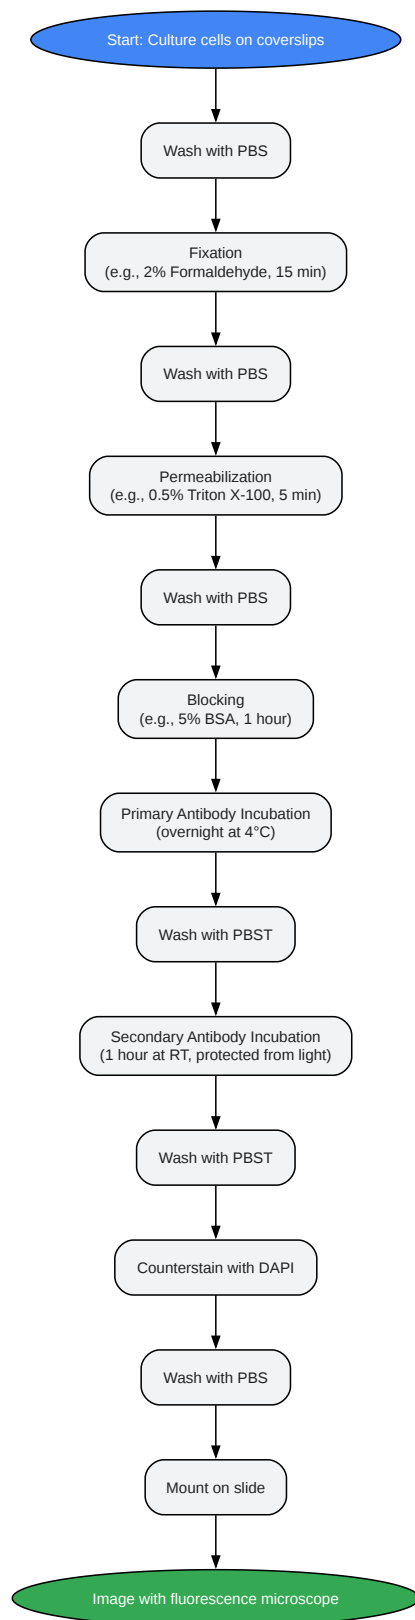 Start: Culture cells on coverslips
Wash with PBS
Fixation
(e.g., 2% Formaldehyde, 15 min)
Wash with PBS
Permeabilization
(e.g., 0.5% Triton X-100, 5 min)
Wash with PBS
Blocking
(e.g., 5% BSA, 1 hour)
Primary Antibody Incubation
(overnight at 4°C)
Wash with PBST
Secondary Antibody Incubation
(1 hour at RT, protected from light)
Wash with PBST
Counterstain with DAPI
Wash with PBS
Mount on slide
Image with fluorescence microscope